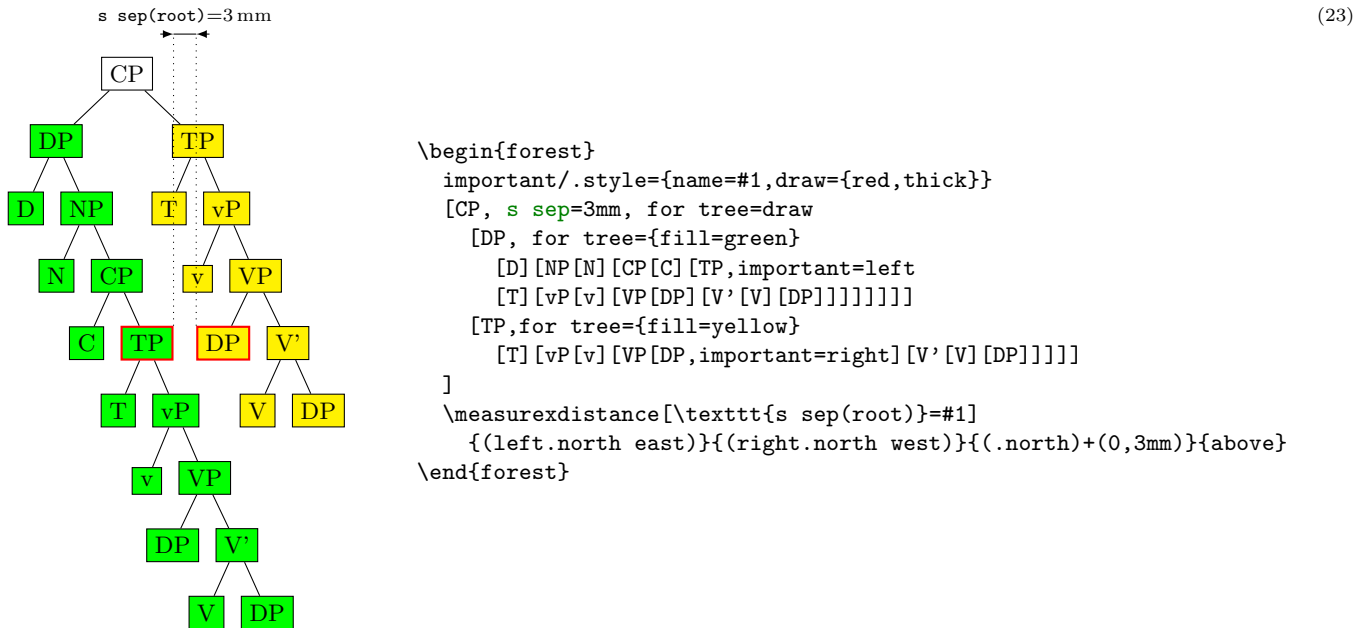 s sep(root)=3 mm
(23)
CP
DP TP
D NP T vP
N CP v VP
C TP DP V'
T vP V DP
v VP
DP V'
V DP
\begin{forest}
important/.style={name=#1,draw={red,thick}}
[CP, s sep=3mm, for tree=draw
[DP, for tree={fill=green}
[D][NP[N][CP[C][TP,important=left
[T][vP[v][VP[DP][V'[V][DP]]]]]]]]
[TP,for tree={fill=yellow}
[T][vP[v][VP[DP,important=right][V'[V][DP]]]]]
]
\measurexdistance[\texttt{s sep(root)}=#1]
{(left.north east)}{(right.north west)}{(.north)+(0,3mm)}{above}
\end{forest}